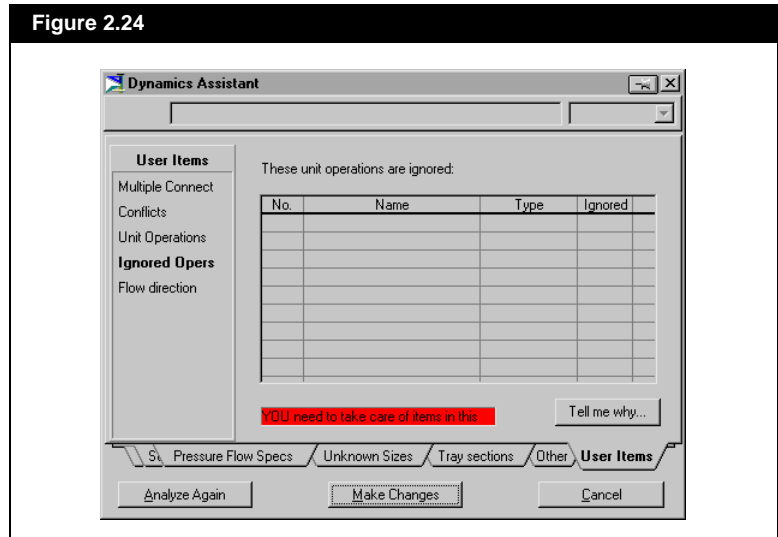 Figure 2.24
Dynamics Assistant
User Items
Multiple Connect
Conflicts
Unit Operations
Ignored Opers
Flow direction
These unit operations are ignored:
No. Name Type Ignored
YOU need to take care of items in this
Tell me why...
Pressure Flow Specs Unknown Sizes Tray sections Other User Items
Analyze Again Make Changes Cancel